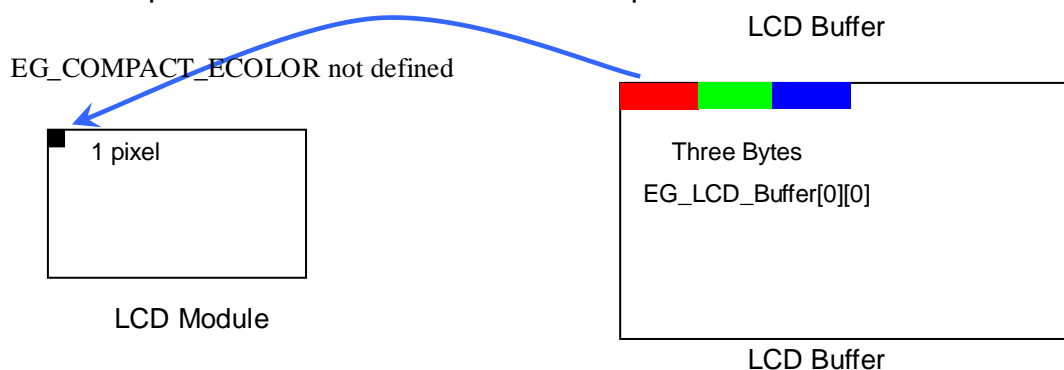 LCD Buffer
EG_COMPACT_ECOLOR not defined
1 pixel
Three Bytes
EG_LCD_Buffer[0][0]
LCD Module
LCD Buffer